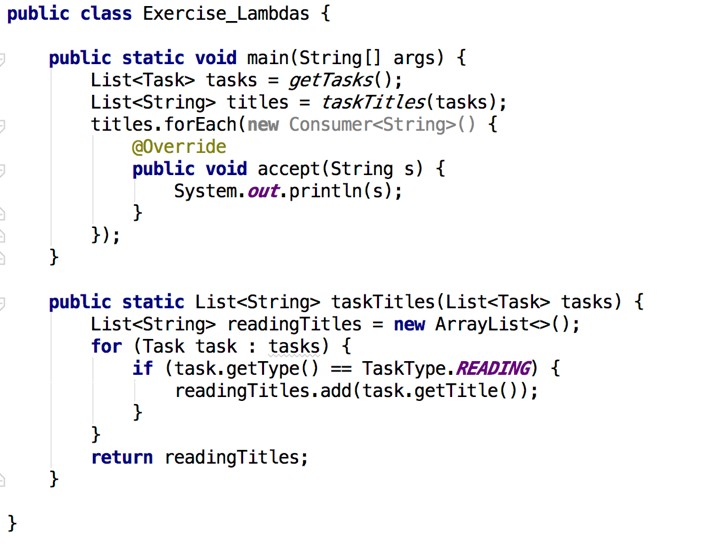 public class Exercise_Lambdas {
public static void main(String[] args) {
List<Task> tasks = getTasks();
List<String> titles = taskTitles(tasks);
titles.forEach(new Consumer<String>() {
@Override
public void accept(String s) {
System.out.println(s);
}
});
}
public static List<String> taskTitles(List<Task> tasks) {
List<String> readingTitles = new ArrayList<>();
for (Task task : tasks) {
if (task.getType() == TaskType.READING) {
readingTitles.add(task.getTitle());
}
}
return readingTitles;
}
}